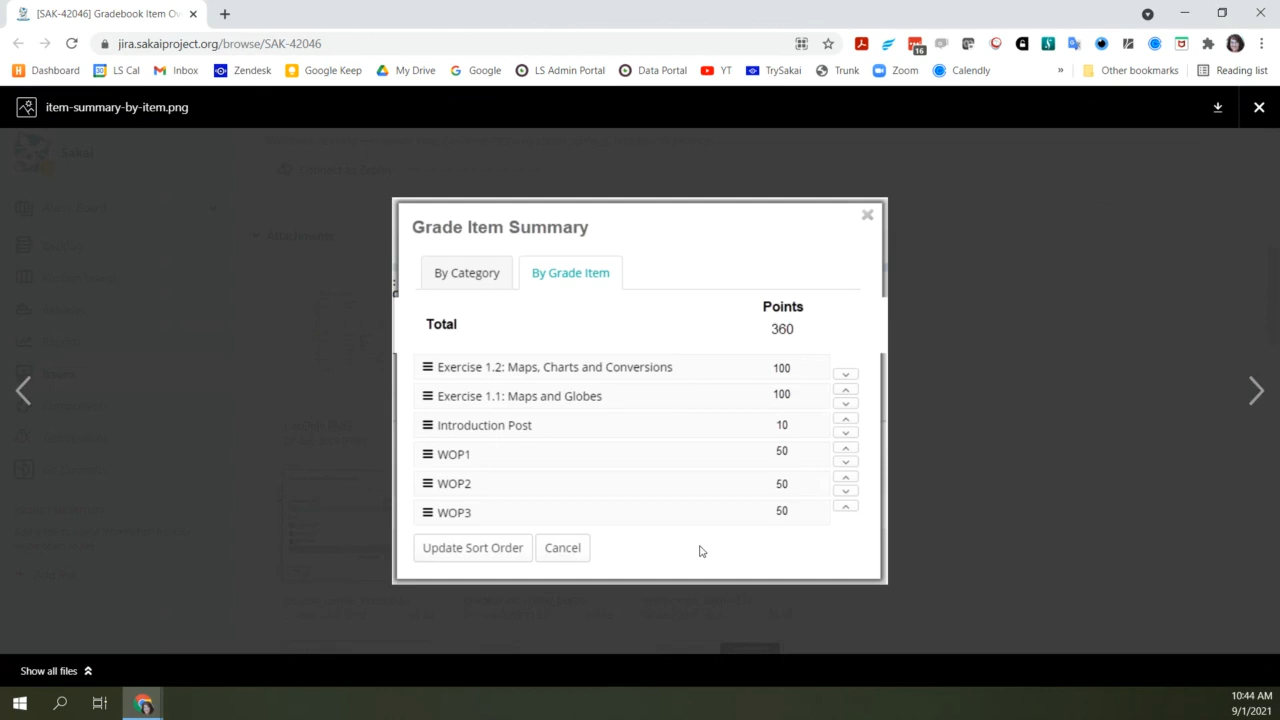 [SAK-42046] Gradebook Item Ov
jira.sakaiproject.org/browse/SAK-42046
16
Dashboard LS Cal Inbox Zendesk Google Keep My Drive Google LS Admin Portal Data Portal YT TrySakai Trunk Zoom Calendly » Other bookmarks Reading list
item-summary-by-item.png
Sakai
Attachments
Grade Item Summary
By Category By Grade Item
Points
Total 360
Exercise 1.2: Maps, Charts and Conversions 100
Exercise 1.1: Maps and Globes 100
Introduction Post 10
WOP1 50
WOP2 50
WOP3 50
Update Sort Order Cancel
Show all files
10:44 AM
9/1/2021